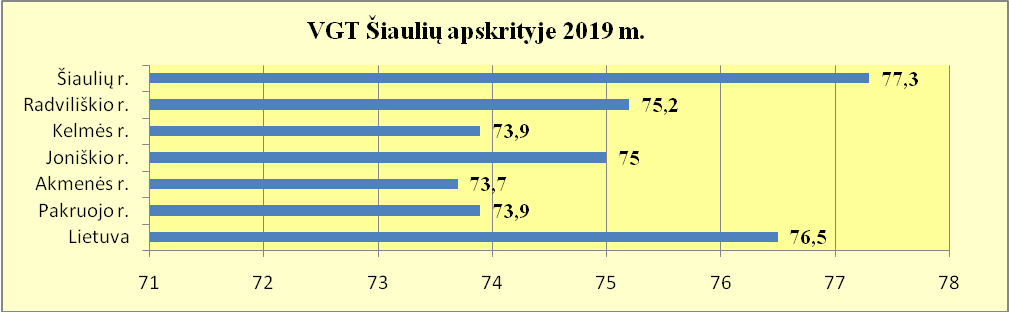 VGT Šiaulių apskrityje 2019 m.
Šiaulių r. 77,3
Radviliškio r. 75,2
Kelmės r. 73,9
Joniškio r. 75
Akmenės r. 73,7
Pakruojo r. 73,9
Lietuva 76,5
71 72 73 74 75 76 77 78